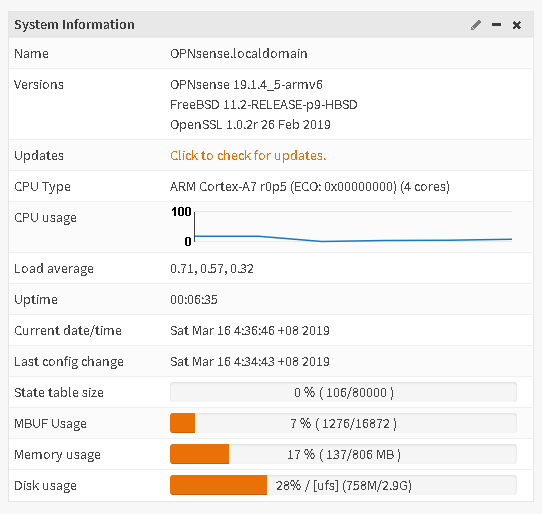 System Information
Name OPNsense.localdomain
Versions OPNsense 19.1.4_5-armv6
FreeBSD 11.2-RELEASE-p9-HBSD
OpenSSL 1.0.2r 26 Feb 2019
Updates Click to check for updates.
CPU Type ARM Cortex-A7 r0p5 (ECO: 0x00000000) (4 cores)
CPU usage 100
0
Load average 0.71, 0.57, 0.32
Uptime 00:06:35
Current date/time Sat Mar 16 4:36:46 +08 2019
Last config change Sat Mar 16 4:34:43 +08 2019
State table size 0 % ( 106/80000 )
MBUF Usage 7 % ( 1276/16872 )
Memory usage 17 % ( 137/806 MB )
Disk usage 28% / [ufs] (758M/2.9G)